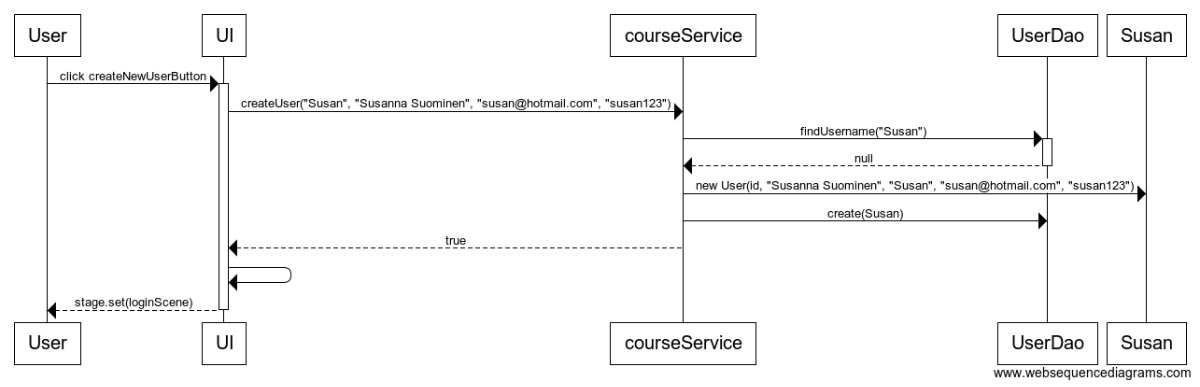 User UI courseService UserDao Susan
click createNewUserButton
createUser("Susan", "Susanna Suominen", "susan@hotmail.com", "susan123")
findUsername("Susan")
null
new User(id, "Susanna Suominen", "Susan", "susan@hotmail.com", "susan123")
create(Susan)
true
stage.set(loginScene)
User UI courseService UserDao Susan
www.websequencediagrams.com